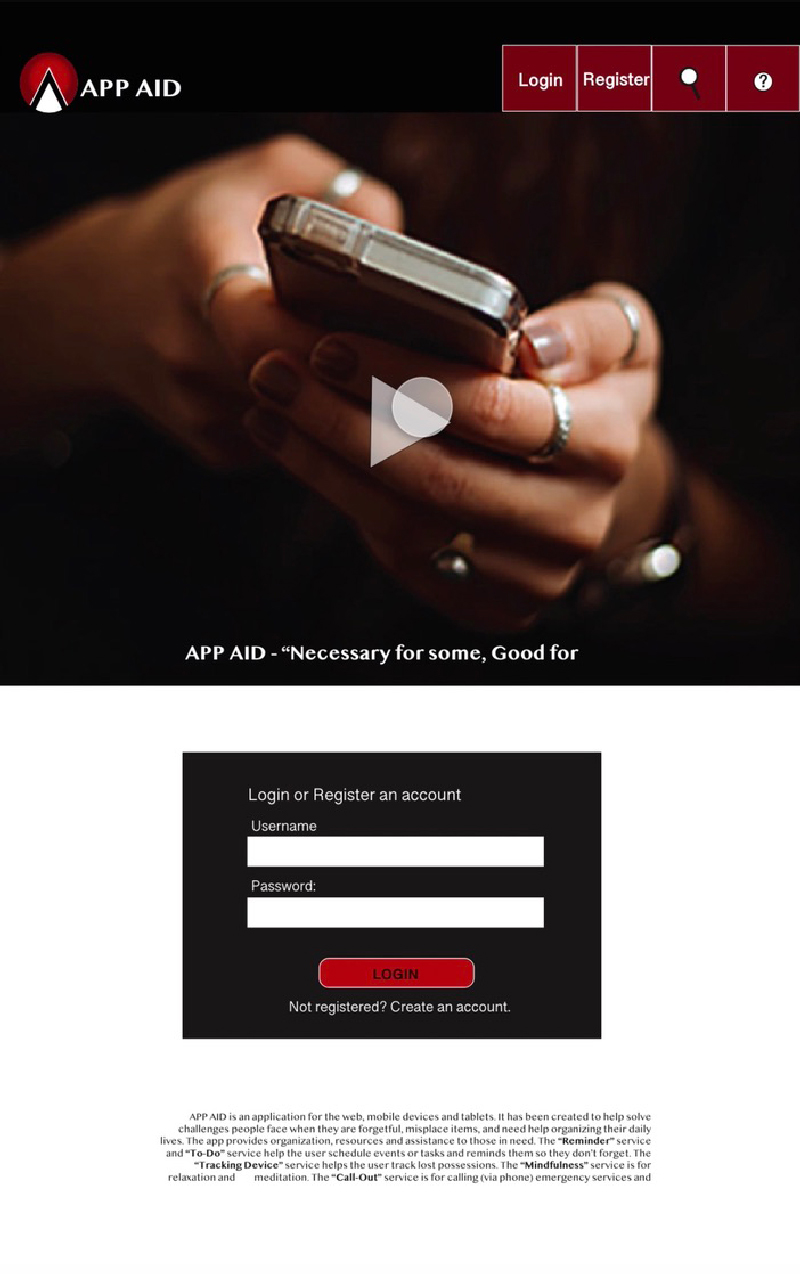 APP AID
Login Register ?
APP AID - “Necessary for some, Good for
Login or Register an account
Username
Password:
LOGIN
Not registered? Create an account.
APP AID is an application for the web, mobile devices and tablets. It has been created to help solve
challenges people face when they are forgetful, misplace items, and need help organizing their daily
lives. The app provides organization, resources and assistance to those in need. The “Reminder” service
and “To-Do” service help the user schedule events or tasks and reminds them so they don’t forget. The
“Tracking Device” service helps the user track lost possessions. The “Mindfulness” service is for
relaxation and meditation. The “Call-Out” service is for calling (via phone) emergency services and